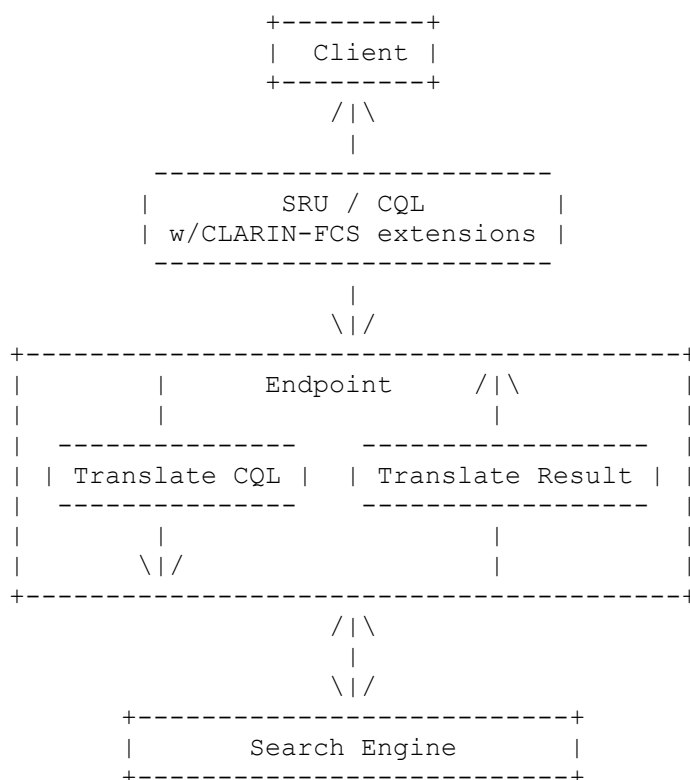 Client
SRU / CQL
w/CLARIN-FCS extensions
Endpoint
Translate CQL
Translate Result
Search Engine